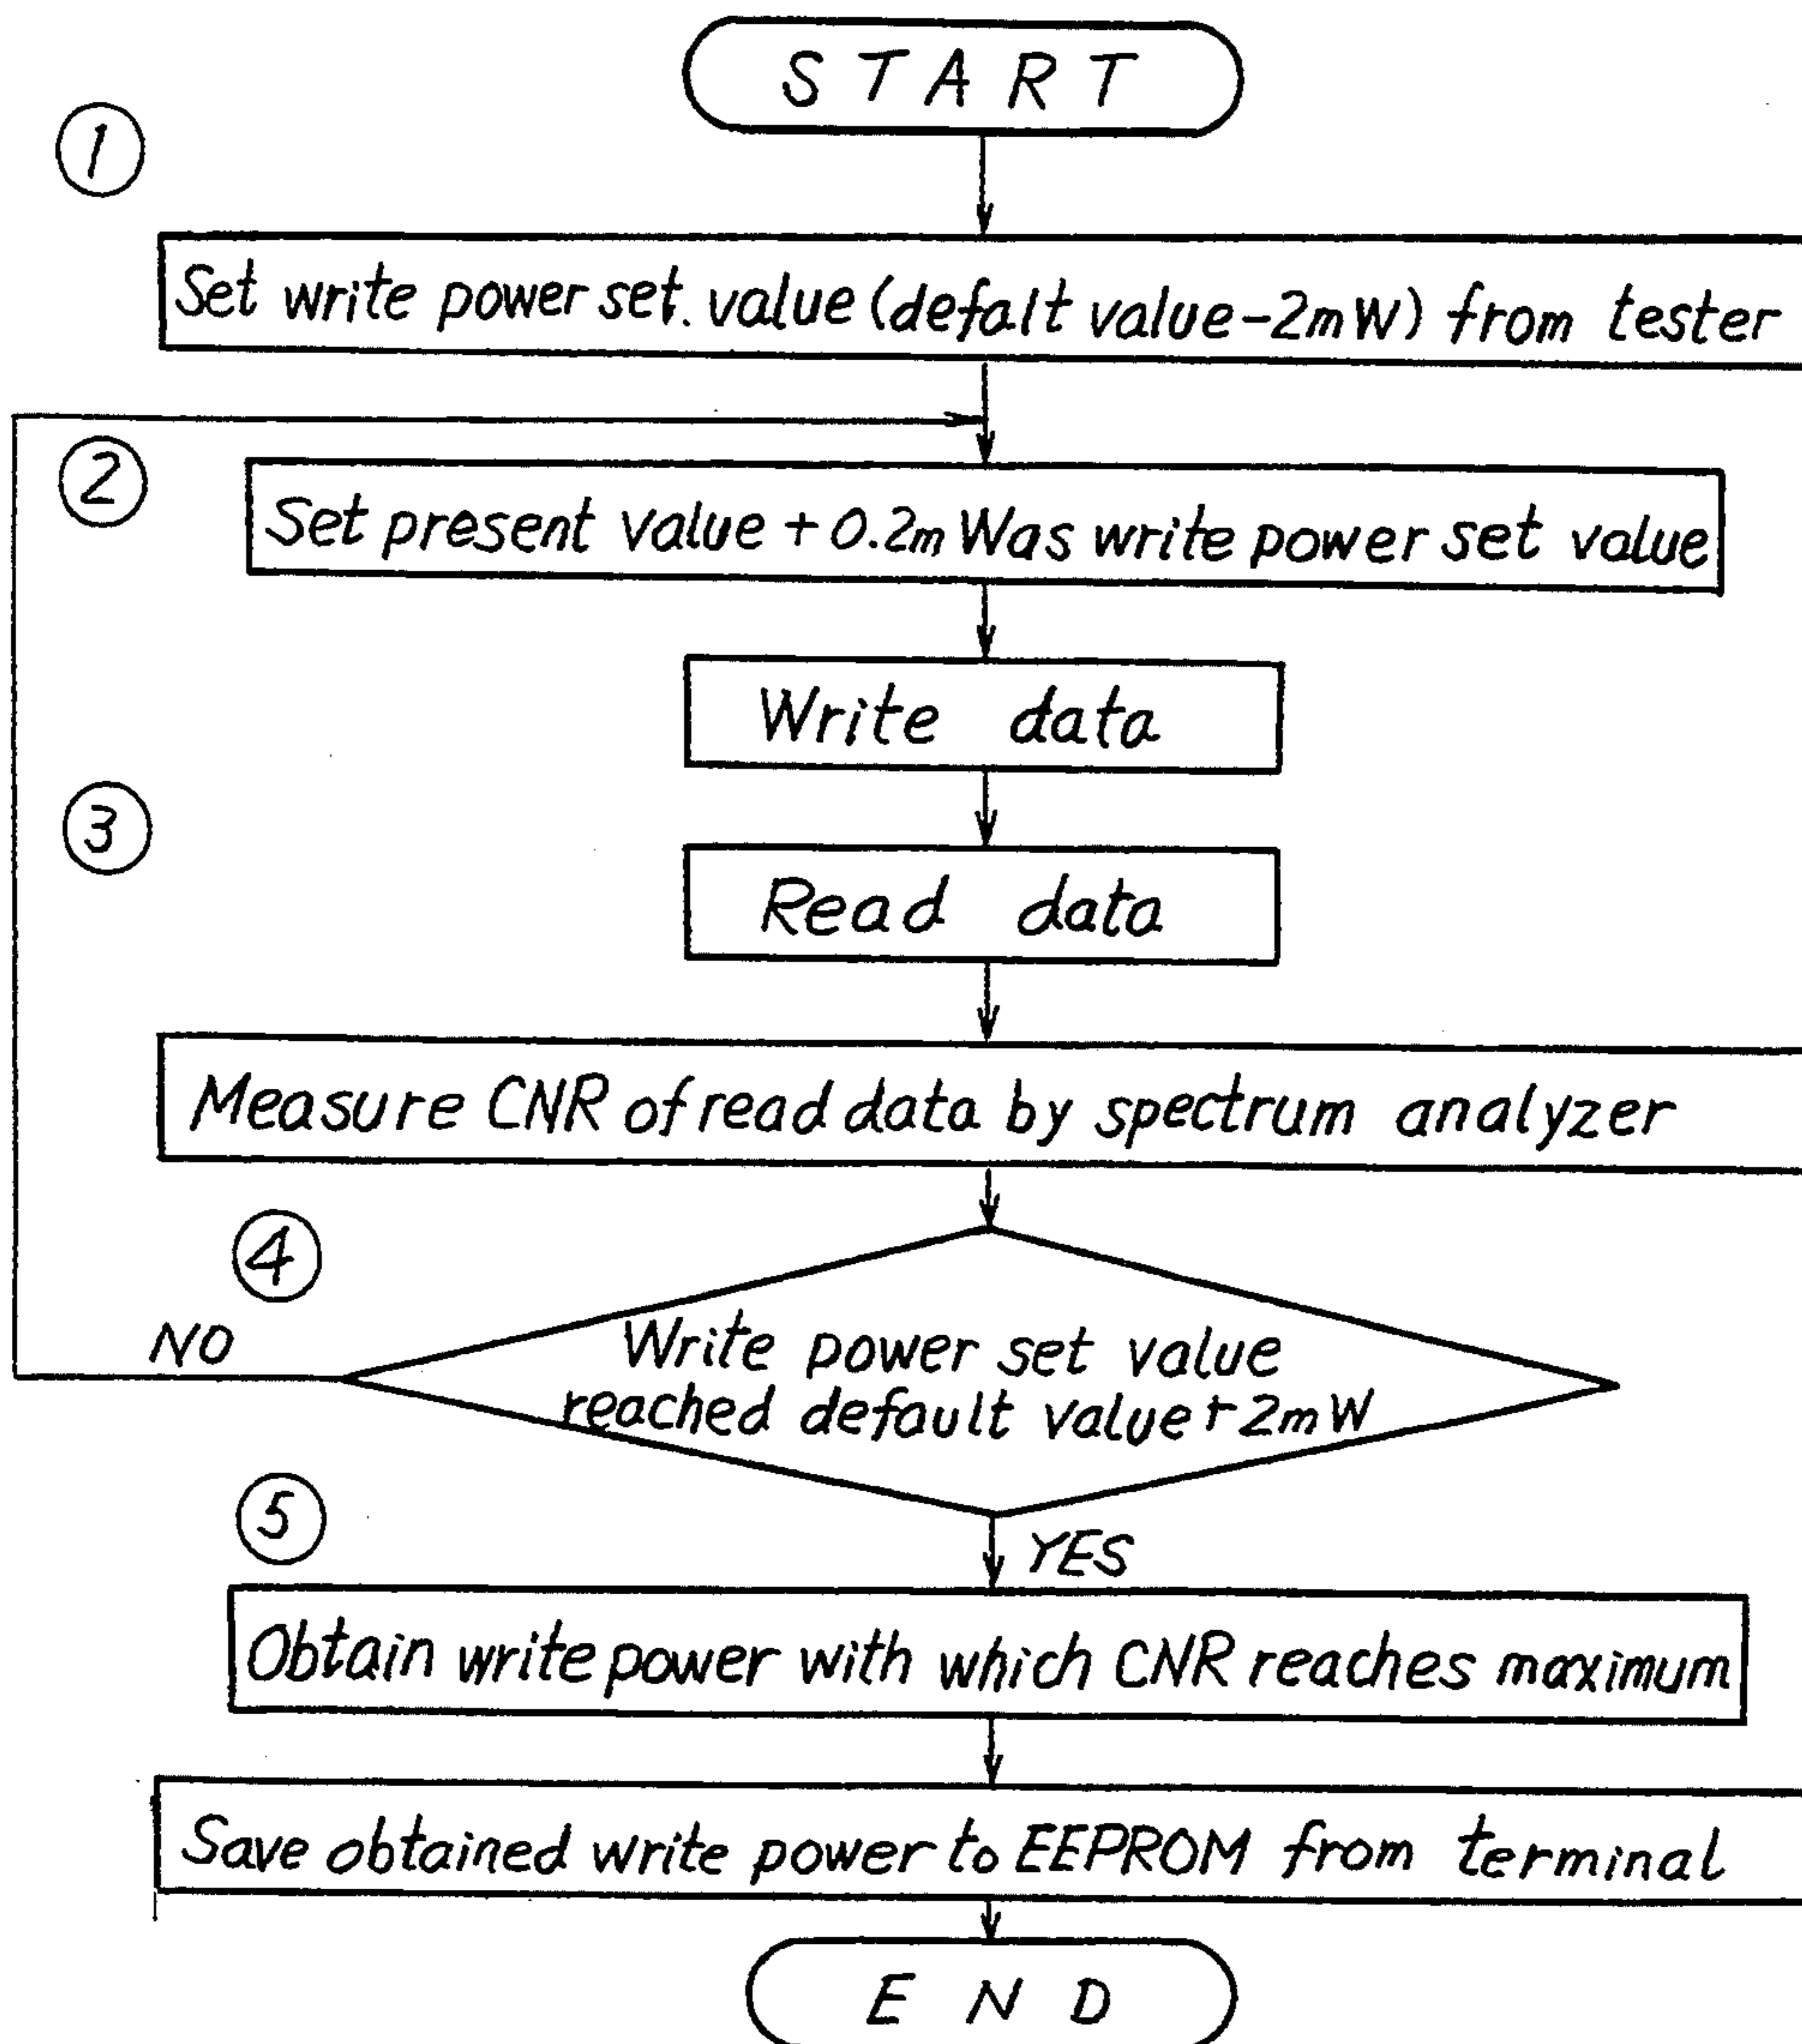 START
①
Set write power set. value (defalt value-2mW) from tester
②
Set present value + 0.2m Was write power set value
Write data
③
Read data
Measure CNR of read data by spectrum analyzer
④
NO
Write power set value
reached default value+2mW
⑤
YES
Obtain write power with which CNR reaches maximum
Save obtained write power to EEPROM from terminal
END